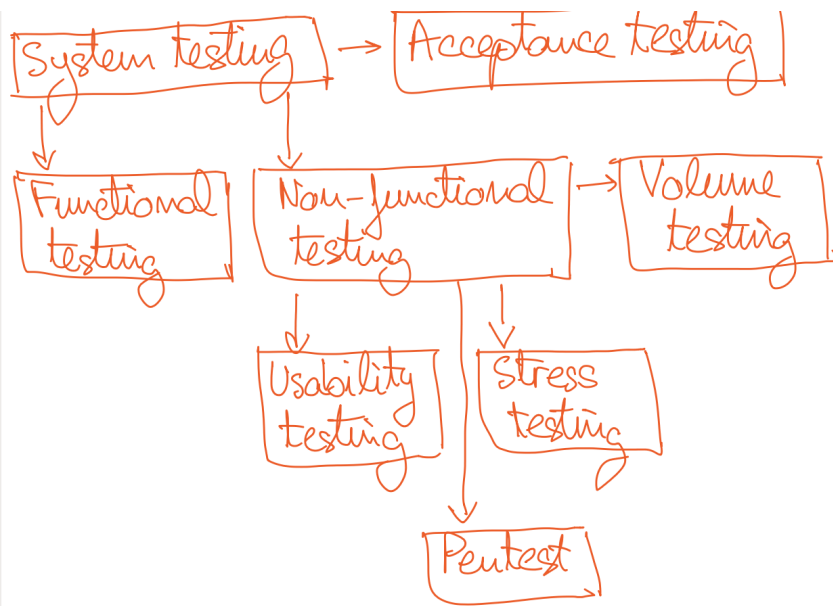 System testing
Acceptance testing
Functional
testing
Non-functional
testing
Volume
testing
Usability
testing
Stress
testing
Pentest